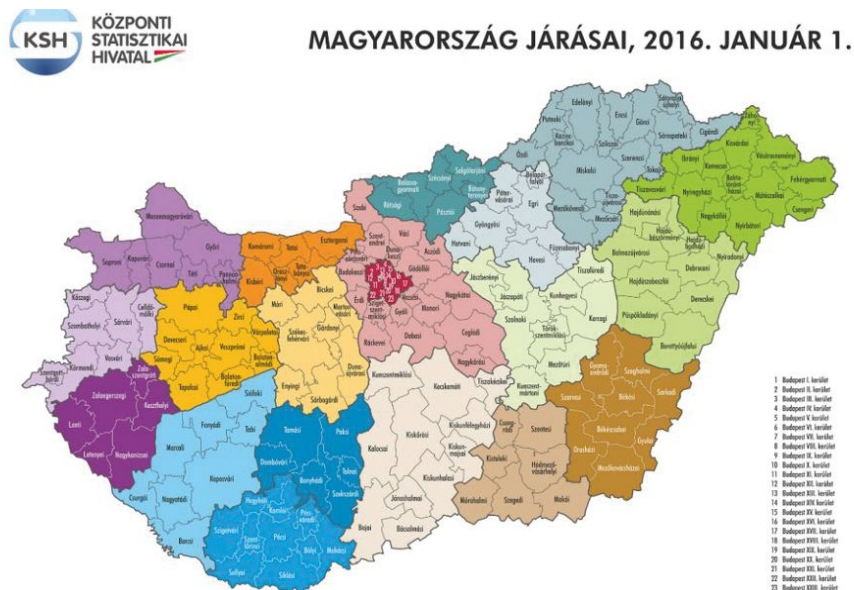 KSH
KÖZPONTI
STATISZTIKAI
HIVATAL
MAGYARORSZÁG JÁRÁSAI, 2016. JANUÁR 1.
Sátoraljaújhelyi
Edelényi
Encsi
Gönci
Putnoki
Kazincbarcikai
Szikszói
Sárospataki
Cigándi
Ózdi
Miskolci
Szerencsi
Tokaji
Mezőkövesdi
Záhonyi
Kisvárdai
Ibrányi
Kemecsei
Vásárosnaményi
Tiszavasvári
Nyíregyházi
Baktalórántházai
Fehérgyarmati
Mátészalkai
Nagykállói
Nyírbátori
Csengeri
Salgótarjáni
Szécsényi
Balassagyarmati
Bátonyterenyei
Rétsági
Pásztói
Bélapátfalvai
Pétervásárai
Egri
Gyöngyösi
Hatvani
Füzesabonyi
Hevesi
Hajdúnánási
Hajdúböszörményi
Balmazújvárosi
Nyíradonyi
Debreceni
Hajdúszoboszlói
Derecskei
Püspökladányi
Berettyóújfalui
Szobi
Váci
Szentendrei
Dunakeszi
Aszódi
Gödöllői
Budakeszi
Érdi
Nagykátai
Vecsési
Gyáli
Monori
Szigetszentmiklósi
Ráckevei
Dabasi
Ceglédi
Nagykőrösi
Mosonmagyaróvári
Győri
Soproni
Kapuvári
Csornai
Téti
Pannonhalmi
Komáromi
Tatai
Esztergomi
Kisbéri
Oroszlányi
Tatabányai
Kőszegi
Celldömölki
Szombathelyi
Sárvári
Vasvári
Körmendi
Szentgotthárdi
Pápai
Zirci
Devecseri
Ajkai
Veszprémi
Várpalotai
Balatonalmádi
Sümegi
Tapolcai
Balatonfüredi
Móri
Bicskei
Székesfehérvári
Gárdonyi
Martonvásári
Dunaújvárosi
Enyingi
Sárbogárdi
Jászberényi
Tiszafüredi
Jászapáti
Kunhegyesi
Szolnoki
Törökszentmiklósi
Karcagi
Mezőtúri
Kunszentmártoni
Zalaszentgróti
Zalaegerszegi
Keszthelyi
Lenti
Letenyei
Nagykanizsai
Siófoki
Fonyódi
Tabi
Marcali
Kaposvári
Csurgói
Nagyatádi
Barcsi
Tamási
Paksi
Dombóvári
Bonyhádi
Tolnai
Szekszárdi
Hegyháti
Komlói
Pécsváradi
Szigetvári
Szentlőrinci
Pécsi
Bólyi
Mohácsi
Sellyei
Siklósi
Kunszentmiklósi
Kecskeméti
Tiszakécskei
Kiskőrösi
Kiskunfélegyházi
Kalocsai
Kiskunmajsai
Kiskunhalasi
Jánoshalmai
Bajai
Bácsalmási
Csongrádi
Szentesi
Kisteleki
Hódmezővásárhelyi
Mórahalmi
Szegedi
Makói
Gyomaendrődi
Szeghalmi
Szarvasi
Békési
Sarkadi
Békéscsabai
Gyulai
Orosházi
Mezőkovácsházai
1 Budapest I. kerület
2 Budapest II. kerület
3 Budapest III. kerület
4 Budapest IV. kerület
5 Budapest V. kerület
6 Budapest VI. kerület
7 Budapest VII. kerület
8 Budapest VIII. kerület
9 Budapest IX. kerület
10 Budapest X. kerület
11 Budapest XI. kerület
12 Budapest XII. kerület
13 Budapest XIII. kerület
14 Budapest XIV. kerület
15 Budapest XV. kerület
16 Budapest XVI. kerület
17 Budapest XVII. kerület
18 Budapest XVIII. kerület
19 Budapest XIX. kerület
20 Budapest XX. kerület
21 Budapest XXI. kerület
22 Budapest XXII. kerület
23 Budapest XXIII. kerület